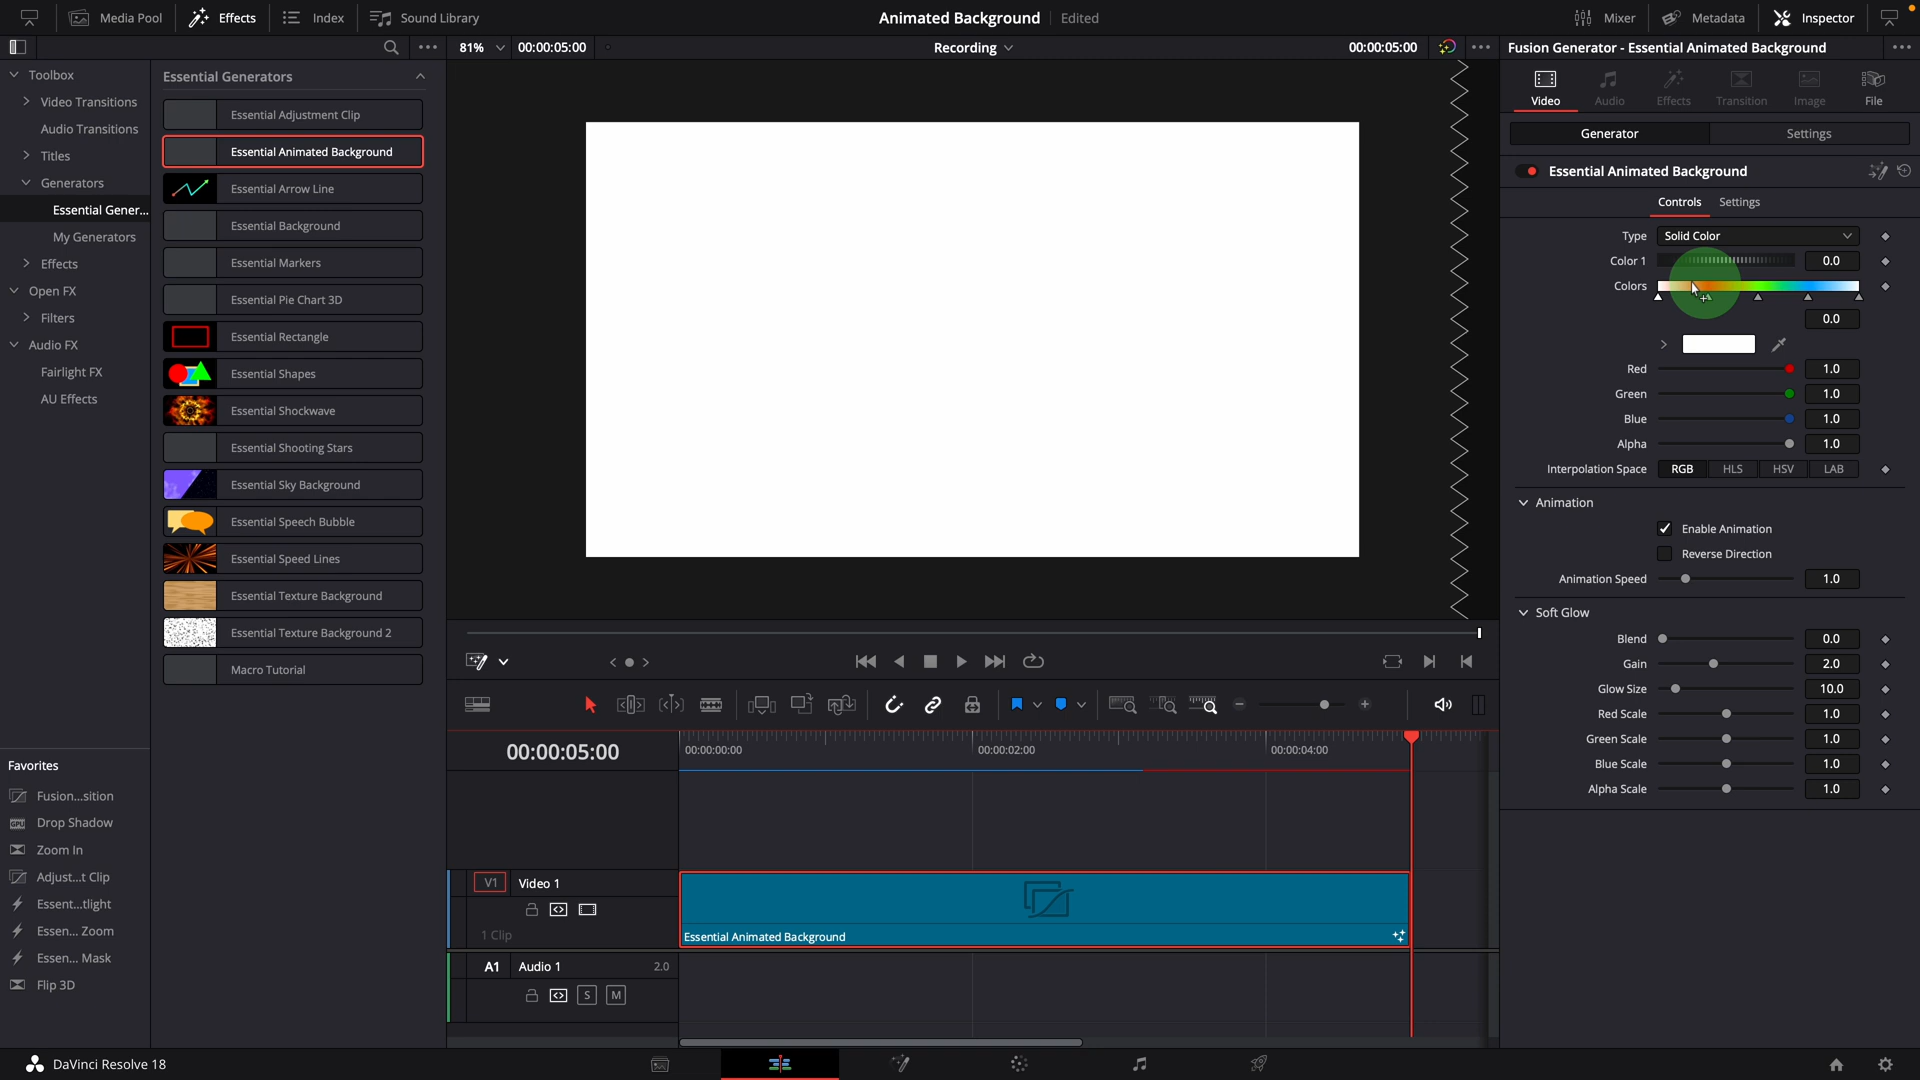 Media Pool
Effects
Index
Sound Library
Animated Background
Edited
Mixer
Metadata
Inspector
81%
00:00:05:00
Recording
00:00:05:00
Fusion Generator - Essential Animated Background
Toolbox
Video Transitions
Audio Transitions
Titles
Generators
Essential Gener...
My Generators
Effects
Open FX
Filters
Audio FX
Fairlight FX
AU Effects
Favorites
Fusion...sition
Drop Shadow
Zoom In
Adjust...t Clip
Essent...tlight
Essen... Zoom
Essen... Mask
Flip 3D
Essential Generators
Essential Adjustment Clip
Essential Animated Background
Essential Arrow Line
Essential Background
Essential Markers
Essential Pie Chart 3D
Essential Rectangle
Essential Shapes
Essential Shockwave
Essential Shooting Stars
Essential Sky Background
Essential Speech Bubble
Essential Speed Lines
Essential Texture Background
Essential Texture Background 2
Macro Tutorial
00:00:05:00
00:00:00:00
00:00:02:00
00:00:04:00
V1
Video 1
1 Clip
Essential Animated Background
A1
Audio 1
2.0
S
M
Video
Audio
Effects
Transition
Image
File
Generator
Settings
Essential Animated Background
Controls
Settings
Type
Solid Color
Color 1
0.0
Colors
0.0
Red
1.0
Green
1.0
Blue
1.0
Alpha
1.0
Interpolation Space
RGB
HLS
HSV
LAB
Animation
Enable Animation
Reverse Direction
Animation Speed
1.0
Soft Glow
Blend
0.0
Gain
2.0
Glow Size
10.0
Red Scale
1.0
Green Scale
1.0
Blue Scale
1.0
Alpha Scale
1.0
DaVinci Resolve 18